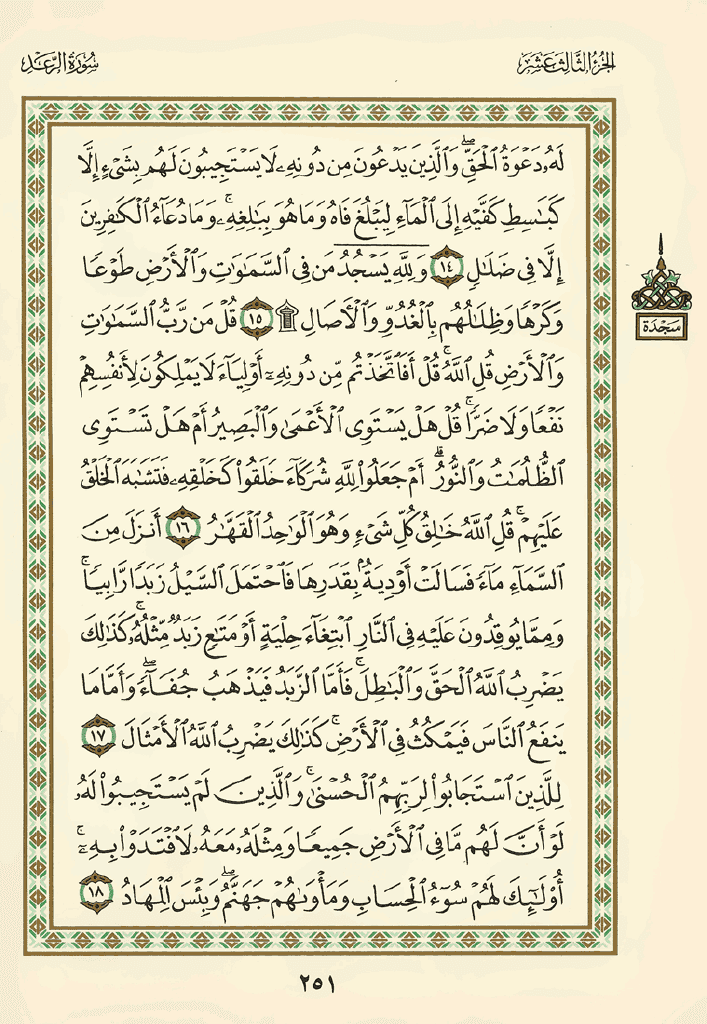 الجزء الثالث عشر
سورة الرعد
لَهُۥ دَعْوَةُ ٱلْحَقِّ ۖ وَٱلَّذِينَ يَدْعُونَ مِن دُونِهِۦ لَا يَسْتَجِيبُونَ لَهُم بِشَىْءٍ إِلَّا
كَبَـٰسِطِ كَفَّيْهِ إِلَى ٱلْمَآءِ لِيَبْلُغَ فَاهُ وَمَا هُوَ بِبَـٰلِغِهِۦ ۚ وَمَا دُعَآءُ ٱلْكَـٰفِرِينَ
إِلَّا فِى ضَلَـٰلٍ ١٤ وَلِلَّهِ يَسْجُدُ مَن فِى ٱلسَّمَـٰوَٰتِ وَٱلْأَرْضِ طَوْعًا
وَكَرْهًا وَظِلَـٰلُهُم بِٱلْغُدُوِّ وَٱلْـَٔاصَالِ ۩ ١٥ قُلْ مَن رَّبُّ ٱلسَّمَـٰوَٰتِ
وَٱلْأَرْضِ قُلِ ٱللَّهُ ۚ قُلْ أَفَٱتَّخَذْتُم مِّن دُونِهِۦٓ أَوْلِيَآءَ لَا يَمْلِكُونَ لِأَنفُسِهِمْ
نَفْعًا وَلَا ضَرًّا ۚ قُلْ هَلْ يَسْتَوِى ٱلْأَعْمَىٰ وَٱلْبَصِيرُ أَمْ هَلْ تَسْتَوِى
ٱلظُّلُمَـٰتُ وَٱلنُّورُ ۗ أَمْ جَعَلُوا۟ لِلَّهِ شُرَكَآءَ خَلَقُوا۟ كَخَلْقِهِۦ فَتَشَـٰبَهَ ٱلْخَلْقُ
عَلَيْهِمْ ۚ قُلِ ٱللَّهُ خَـٰلِقُ كُلِّ شَىْءٍ وَهُوَ ٱلْوَٰحِدُ ٱلْقَهَّـٰرُ ١٦ أَنزَلَ مِنَ
ٱلسَّمَآءِ مَآءً فَسَالَتْ أَوْدِيَةٌۢ بِقَدَرِهَا فَٱحْتَمَلَ ٱلسَّيْلُ زَبَدًا رَّابِيًا ۚ
وَمِمَّا يُوقِدُونَ عَلَيْهِ فِى ٱلنَّارِ ٱبْتِغَآءَ حِلْيَةٍ أَوْ مَتَـٰعٍ زَبَدٌ مِّثْلُهُۥ ۚ كَذَٰلِكَ
يَضْرِبُ ٱللَّهُ ٱلْحَقَّ وَٱلْبَـٰطِلَ ۚ فَأَمَّا ٱلزَّبَدُ فَيَذْهَبُ جُفَآءً ۖ وَأَمَّا مَا
يَنفَعُ ٱلنَّاسَ فَيَمْكُثُ فِى ٱلْأَرْضِ ۚ كَذَٰلِكَ يَضْرِبُ ٱللَّهُ ٱلْأَمْثَالَ ١٧
لِلَّذِينَ ٱسْتَجَابُوا۟ لِرَبِّهِمُ ٱلْحُسْنَىٰ ۚ وَٱلَّذِينَ لَمْ يَسْتَجِيبُوا۟ لَهُۥ
لَوْ أَنَّ لَهُم مَّا فِى ٱلْأَرْضِ جَمِيعًا وَمِثْلَهُۥ مَعَهُۥ لَٱفْتَدَوْا۟ بِهِۦٓ ۚ
أُو۟لَـٰٓئِكَ لَهُمْ سُوٓءُ ٱلْحِسَابِ وَمَأْوَىٰهُمْ جَهَنَّمُ ۖ وَبِئْسَ ٱلْمِهَادُ ١٨
سجدة
٢٥١